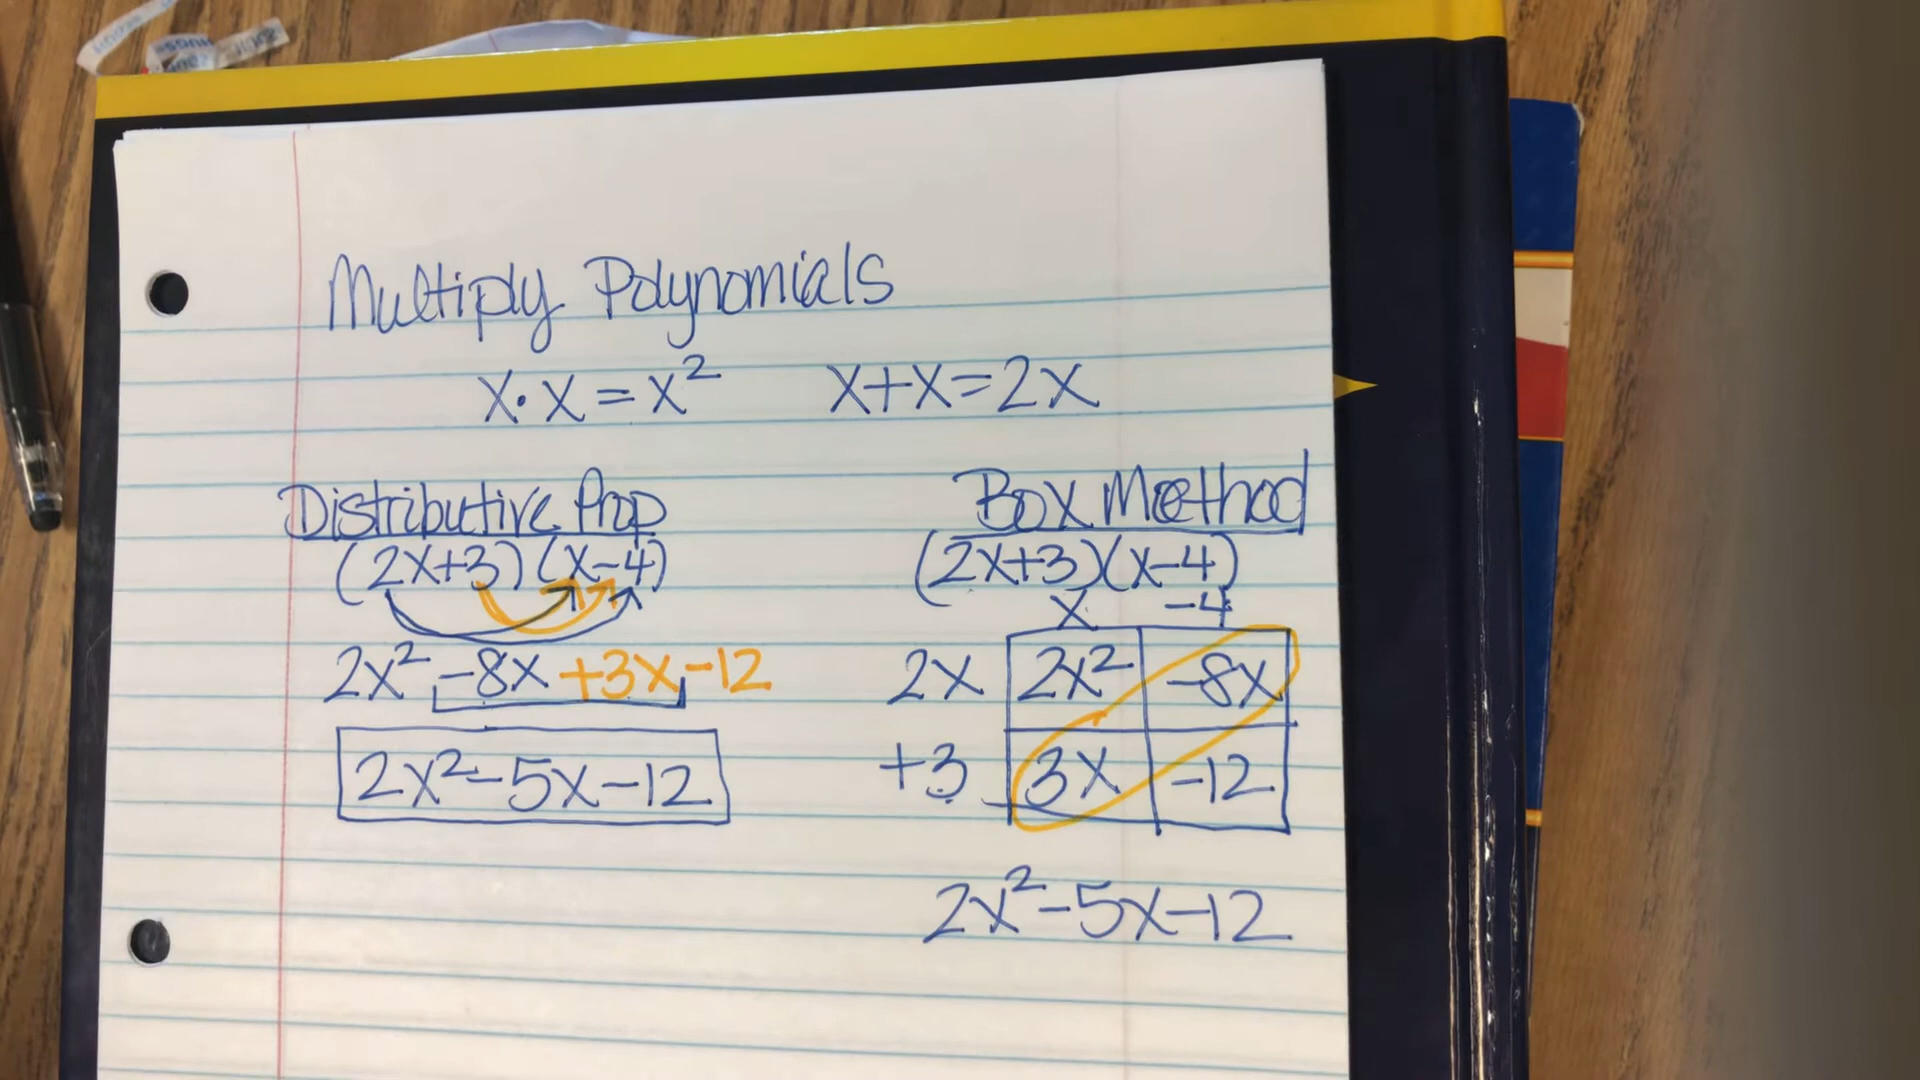 Multiply Polynomials
x·x=x² x+x=2x
Distributive Prop
(2x+3)(x-4)
2x²-8x+3x-12
2x²-5x-12
Box Method
(2x+3)(x-4)
x -4
2x 2x² -8x
+3 3x -12
2x²-5x-12